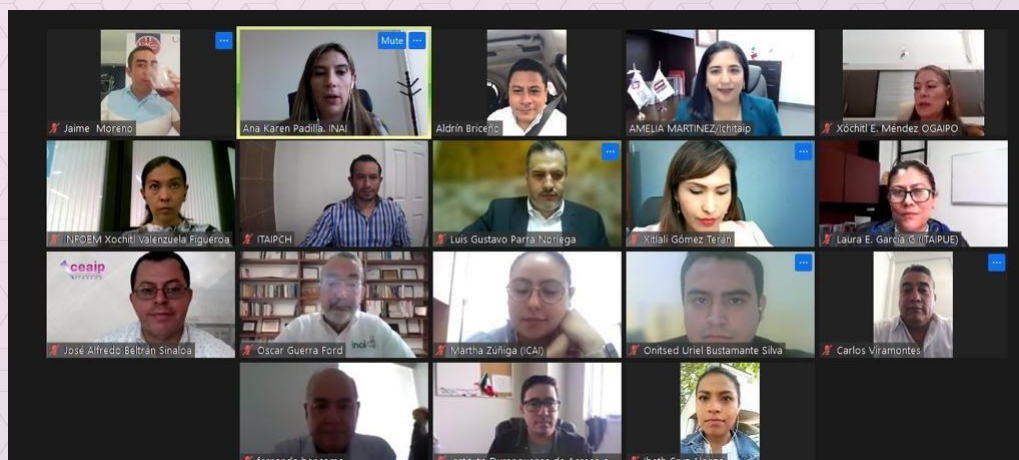 Mute
Jaime Moreno
Ana Karen Padilla. INAI
Aldrín Briceño
AMELIA MARTINEZ/Ichitaip
Xóchitl E. Méndez OGAIPO
INFOEM Xochitl Valenzuela Figueroa
ITAIPCH
Luis Gustavo Parra Noriega
Xitlali Gómez Terán
Laura E. García G (ITAIPUE)
ceaip
José Alfredo Beltrán Sinaloa
Oscar Guerra Ford
Martha Zúñiga (ICAI)
Onitsed Uriel Bustamante Silva
Carlos Viramontes